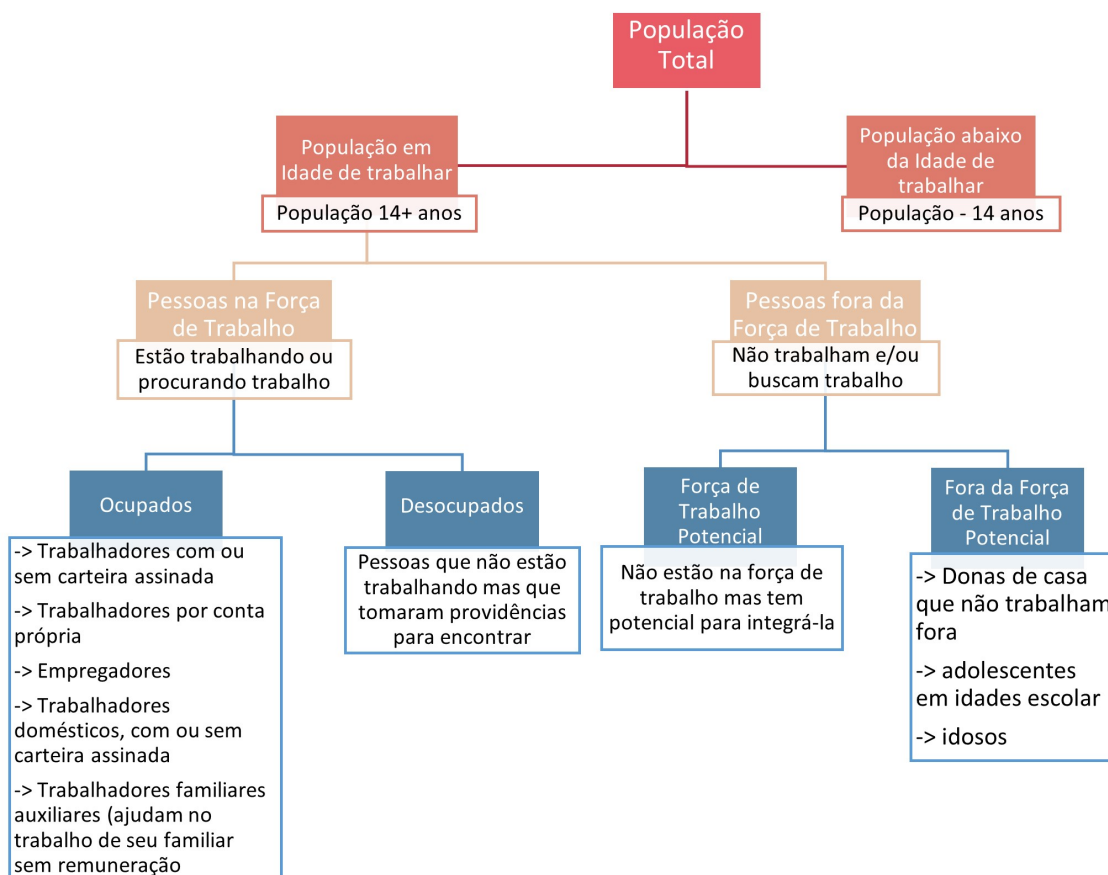 População
Total
População em
Idade de trabalhar
População 14+ anos
População abaixo
da Idade de
trabalhar
População - 14 anos
Pessoas na Força
de Trabalho
Estão trabalhando ou
procurando trabalho
Pessoas fora da
Força de Trabalho
Não trabalham e/ou
buscam trabalho
Ocupados
-> Trabalhadores com ou
sem carteira assinada
-> Trabalhadores por conta
própria
-> Empregadores
-> Trabalhadores
domésticos, com ou sem
carteira assinada
-> Trabalhadores familiares
auxiliares (ajudam no
trabalho de seu familiar
sem remuneração
Desocupados
Pessoas que não estão
trabalhando mas que
tomaram providências
para encontrar
Força de
Trabalho
Potencial
Não estão na força de
trabalho mas tem
potencial para integrá-la
Fora da Força
de Trabalho
Potencial
-> Donas de casa
que não trabalham
fora
-> adolescentes
em idades escolar
-> idosos